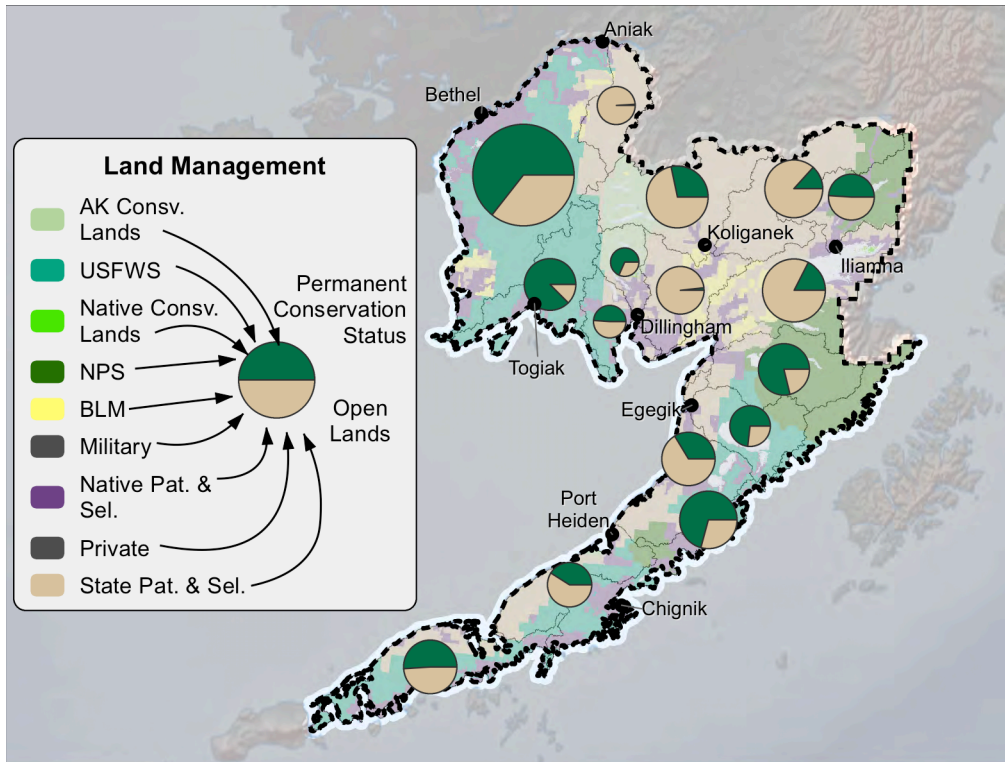 Land Management
AK Consv.
Lands
USFWS
Native Consv.
Lands
NPS
BLM
Military
Native Pat. &
Sel.
Private
State Pat. & Sel.
Permanent
Conservation
Status
Open
Lands
Aniak
Bethel
Koliganek
Iliamna
Dillingham
Togiak
Egegik
Port
Heiden
Chignik